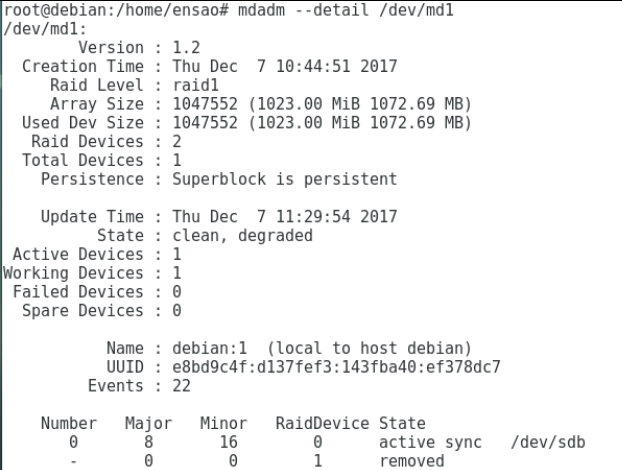 root@debian:/home/ensao# mdadm --detail /dev/md1
/dev/md1:
Version : 1.2
Creation Time : Thu Dec  7 10:44:51 2017
Raid Level : raid1
Array Size : 1047552 (1023.00 MiB 1072.69 MB)
Used Dev Size : 1047552 (1023.00 MiB 1072.69 MB)
Raid Devices : 2
Total Devices : 1
Persistence : Superblock is persistent
Update Time : Thu Dec  7 11:29:54 2017
State : clean, degraded
Active Devices : 1
Working Devices : 1
Failed Devices : 0
Spare Devices : 0
Name : debian:1  (local to host debian)
UUID : e8bd9c4f:d137fef3:143fba40:ef378dc7
Events : 22
Number   Major   Minor   RaidDevice State
0       8       16        0      active sync   /dev/sdb
-       0        0        1      removed